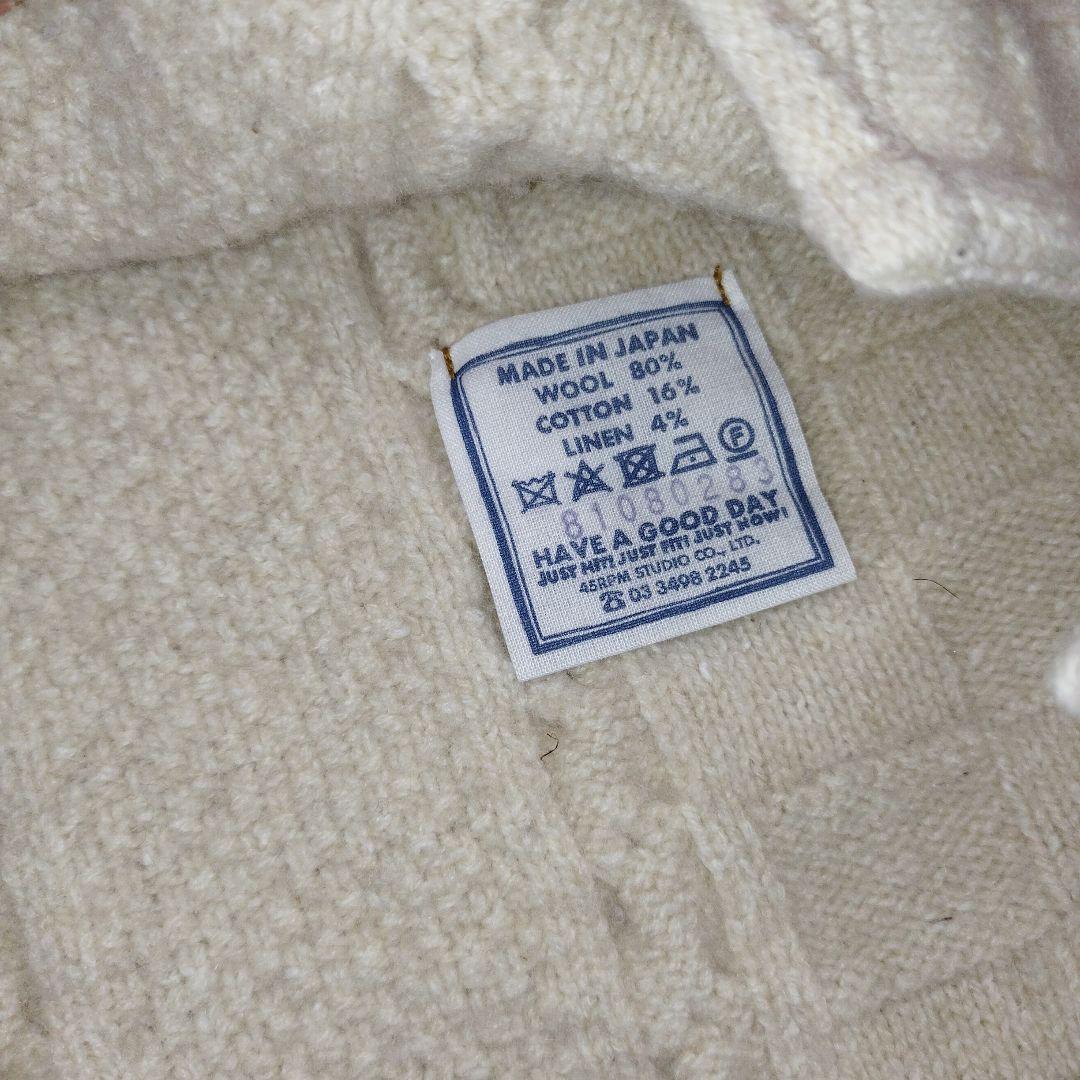 MADE IN JAPAN
WOOL 80%
COTTON 16%
LINEN 4%
F
81080283
HAVE A GOOD DAY
JUST HIT! JUST FIT! JUST NOW!
45RPM STUDIO CO., LTD.
☎ 03 3498 2245